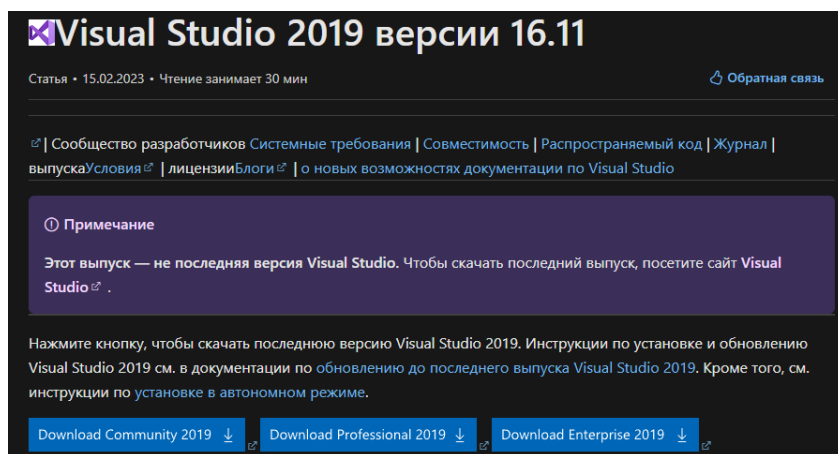 Visual Studio 2019 версии 16.11
Статья • 15.02.2023 • Чтение занимает 30 мин
Обратная связь
| Сообщество разработчиков Системные требования | Совместимость | Распространяемый код | Журнал |
выпускаУсловия | лицензииБлоги | о новых возможностях документации по Visual Studio
Примечание
Этот выпуск — не последняя версия Visual Studio. Чтобы скачать последний выпуск, посетите сайт Visual
Studio .
Нажмите кнопку, чтобы скачать последнюю версию Visual Studio 2019. Инструкции по установке и обновлению
Visual Studio 2019 см. в документации по обновлению до последнего выпуска Visual Studio 2019. Кроме того, см.
инструкции по установке в автономном режиме.
Download Community 2019 Download Professional 2019 Download Enterprise 2019